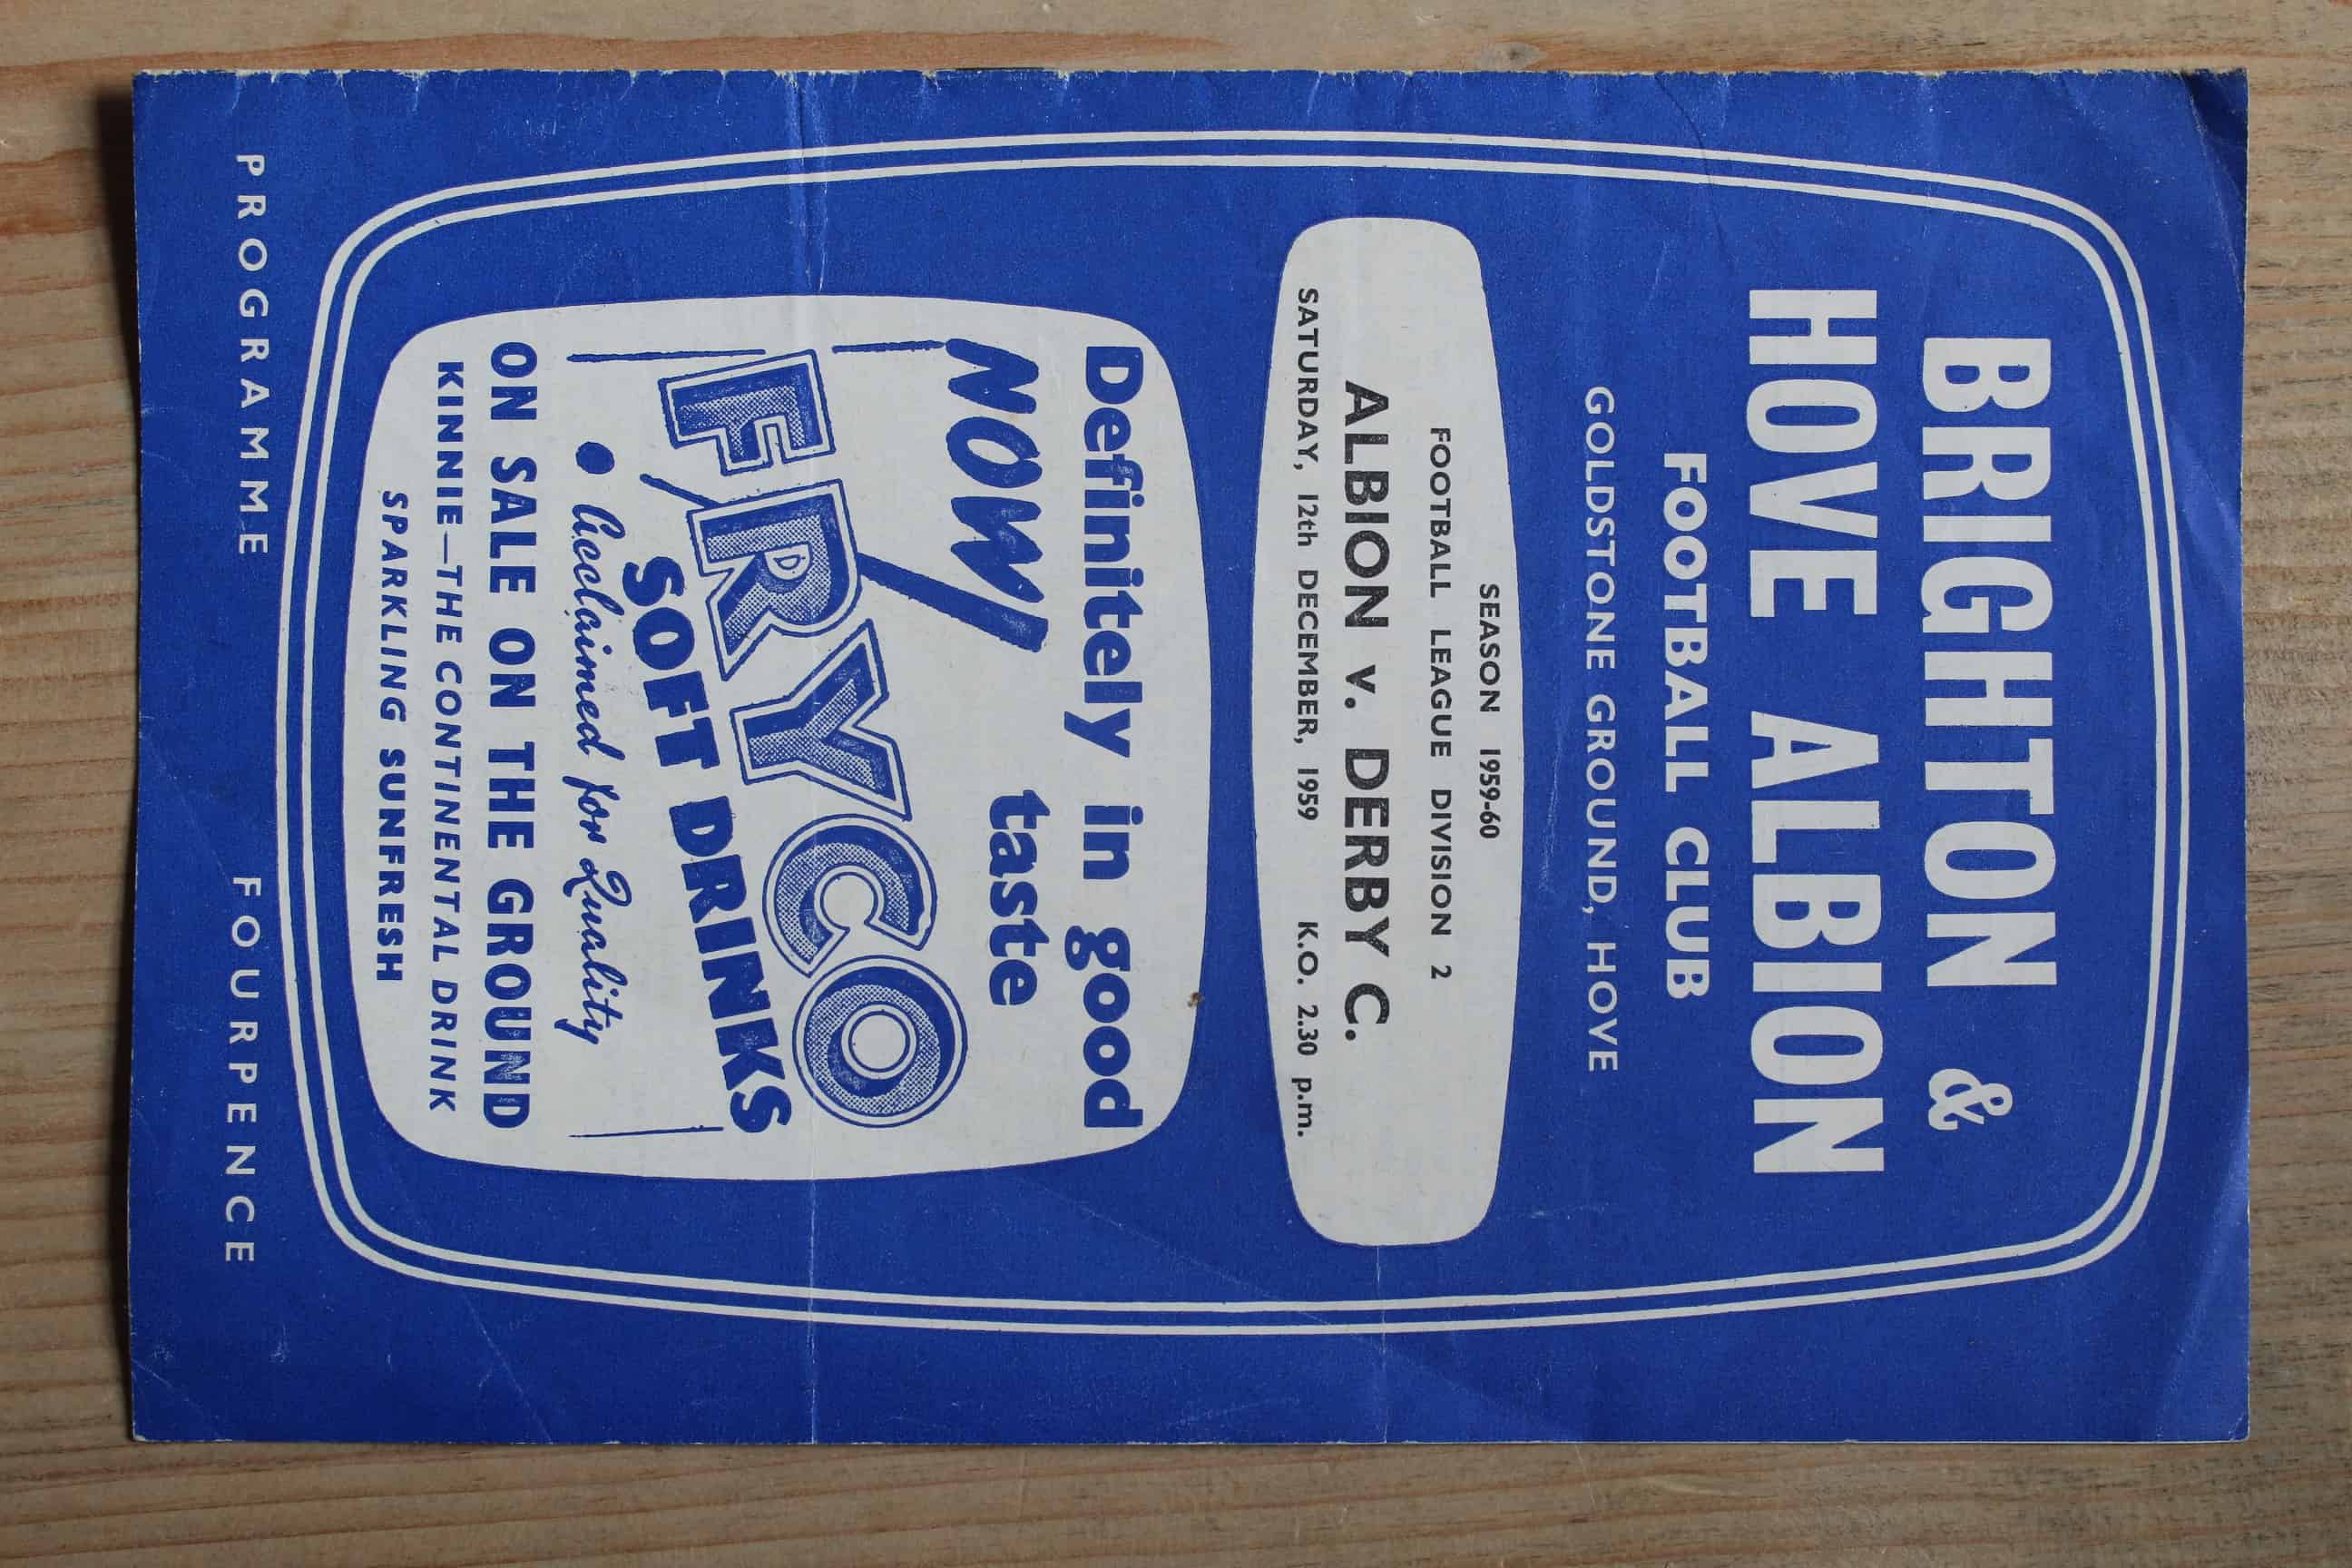 BRIGHTON &
HOVE ALBION
FOOTBALL CLUB
GOLDSTONE GROUND, HOVE
SEASON 1959-60
FOOTBALL LEAGUE DIVISION 2
ALBION v. DERBY C.
SATURDAY, 12th DECEMBER, 1959 K.O. 2.30 p.m.
Definitely in good
NOW! taste
FRYCO
SOFT DRINKS
● Acclaimed for Quality
ON SALE ON THE GROUND
KINNIE—THE CONTINENTAL DRINK
SPARKLING SUNFRESH
PROGRAMME FOURPENCE